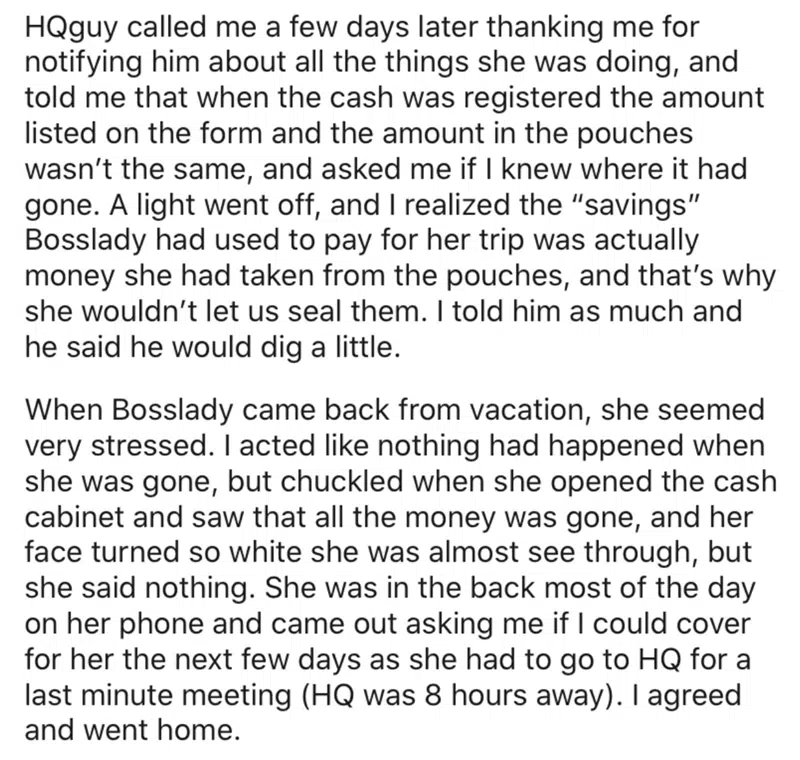 HQguy called me a few days later thanking me for
notifying him about all the things she was doing, and
told me that when the cash was registered the amount
listed on the form and the amount in the pouches
wasn’t the same, and asked me if I knew where it had
gone. A light went off, and I realized the “savings”
Bosslady had used to pay for her trip was actually
money she had taken from the pouches, and that’s why
she wouldn’t let us seal them. I told him as much and
he said he would dig a little.
When Bosslady came back from vacation, she seemed
very stressed. I acted like nothing had happened when
she was gone, but chuckled when she opened the cash
cabinet and saw that all the money was gone, and her
face turned so white she was almost see through, but
she said nothing. She was in the back most of the day
on her phone and came out asking me if I could cover
for her the next few days as she had to go to HQ for a
last minute meeting (HQ was 8 hours away). I agreed
and went home.